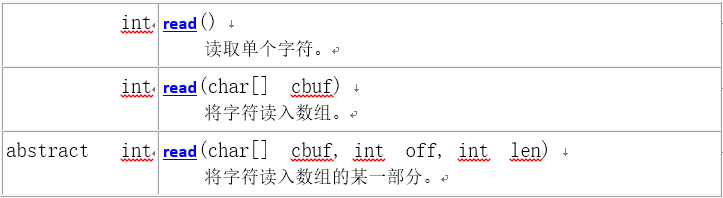 int read()
读取单个字符。
int read(char[] cbuf)
将字符读入数组。
abstract int read(char[] cbuf, int off, int len)
将字符读入数组的某一部分。